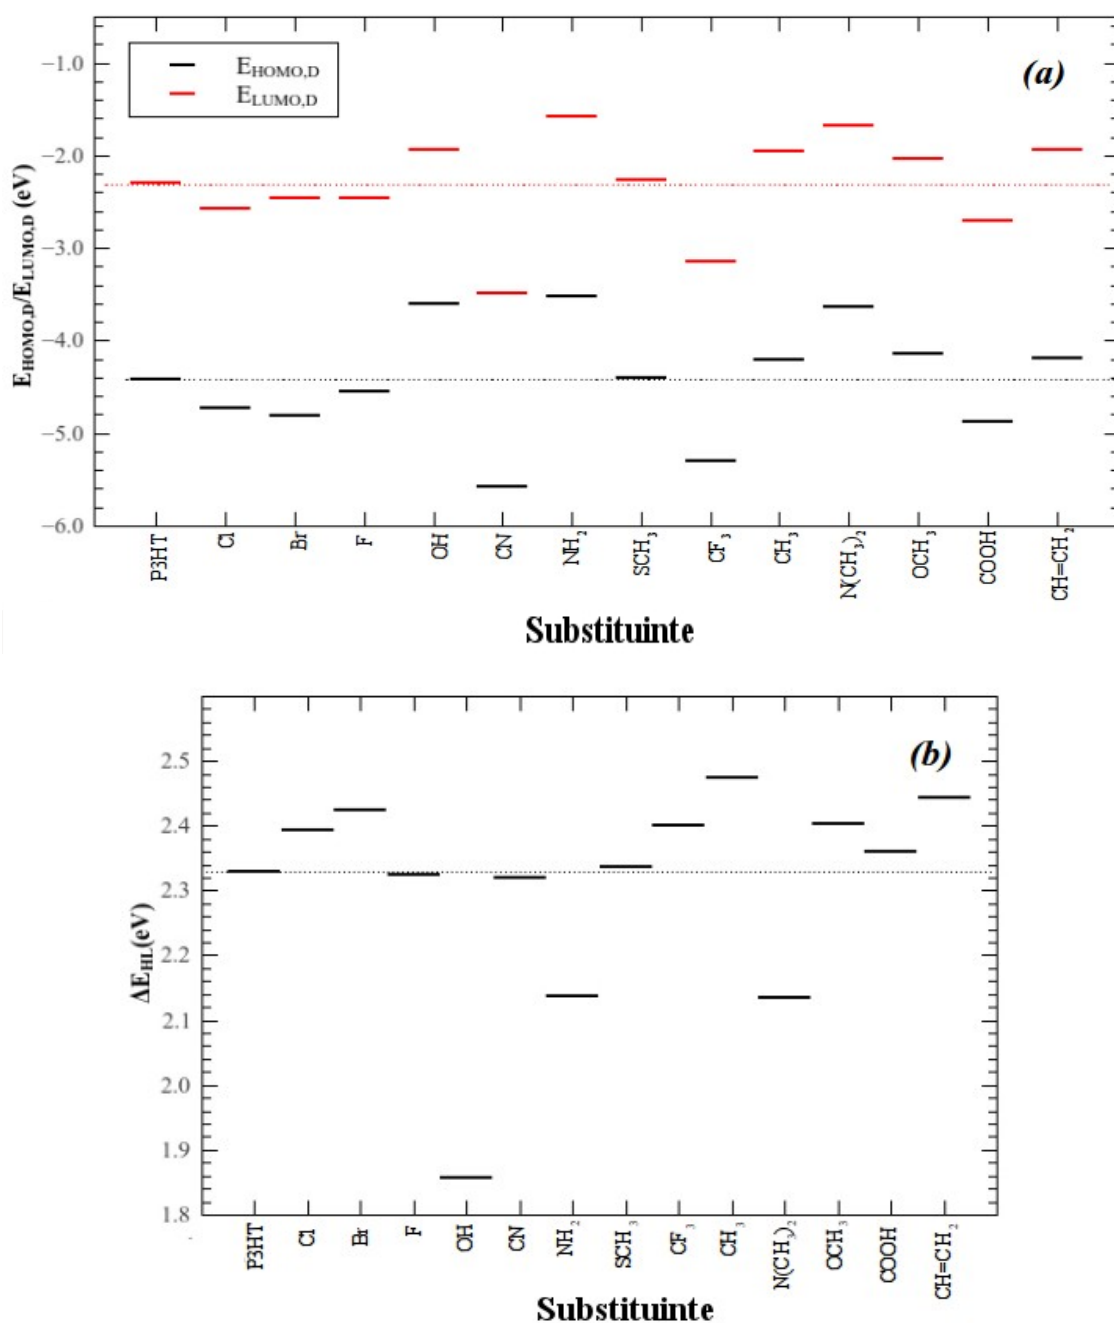 (a)
E_HOMO,D
E_LUMO,D
−1.0
−2.0
−3.0
−4.0
−5.0
−6.0
E_HOMO,D/E_LUMO,D (eV)
P3HT Cl Br F OH CN NH₂ SCH₃ CF₃ CH₃ N(CH₃)₂ OCH₃ COOH CH=CH₂
Substituinte
(b)
2.5
2.4
2.3
2.2
2.1
2.0
1.9
1.8
ΔE_HL(eV)
P3HT Cl Br F OH CN NH₂ SCH₃ CF₃ CH₃ N(CH₃)₂ OCH₃ COOH CH=CH₂
Substituinte